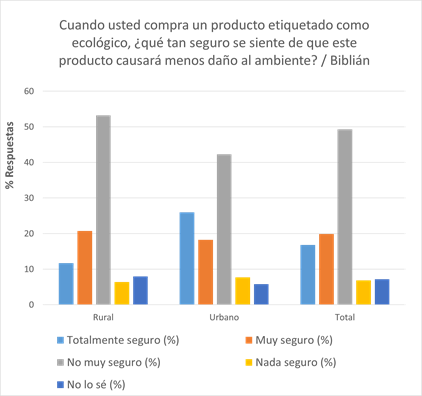 Cuando usted compra un producto etiquetado como
ecológico, ¿qué tan seguro se siente de que este
producto causará menos daño al ambiente? / Biblián
% Respuestas
60
50
40
30
20
10
0
Rural
Urbano
Total
Totalmente seguro (%)
Muy seguro (%)
No muy seguro (%)
Nada seguro (%)
No lo sé (%)